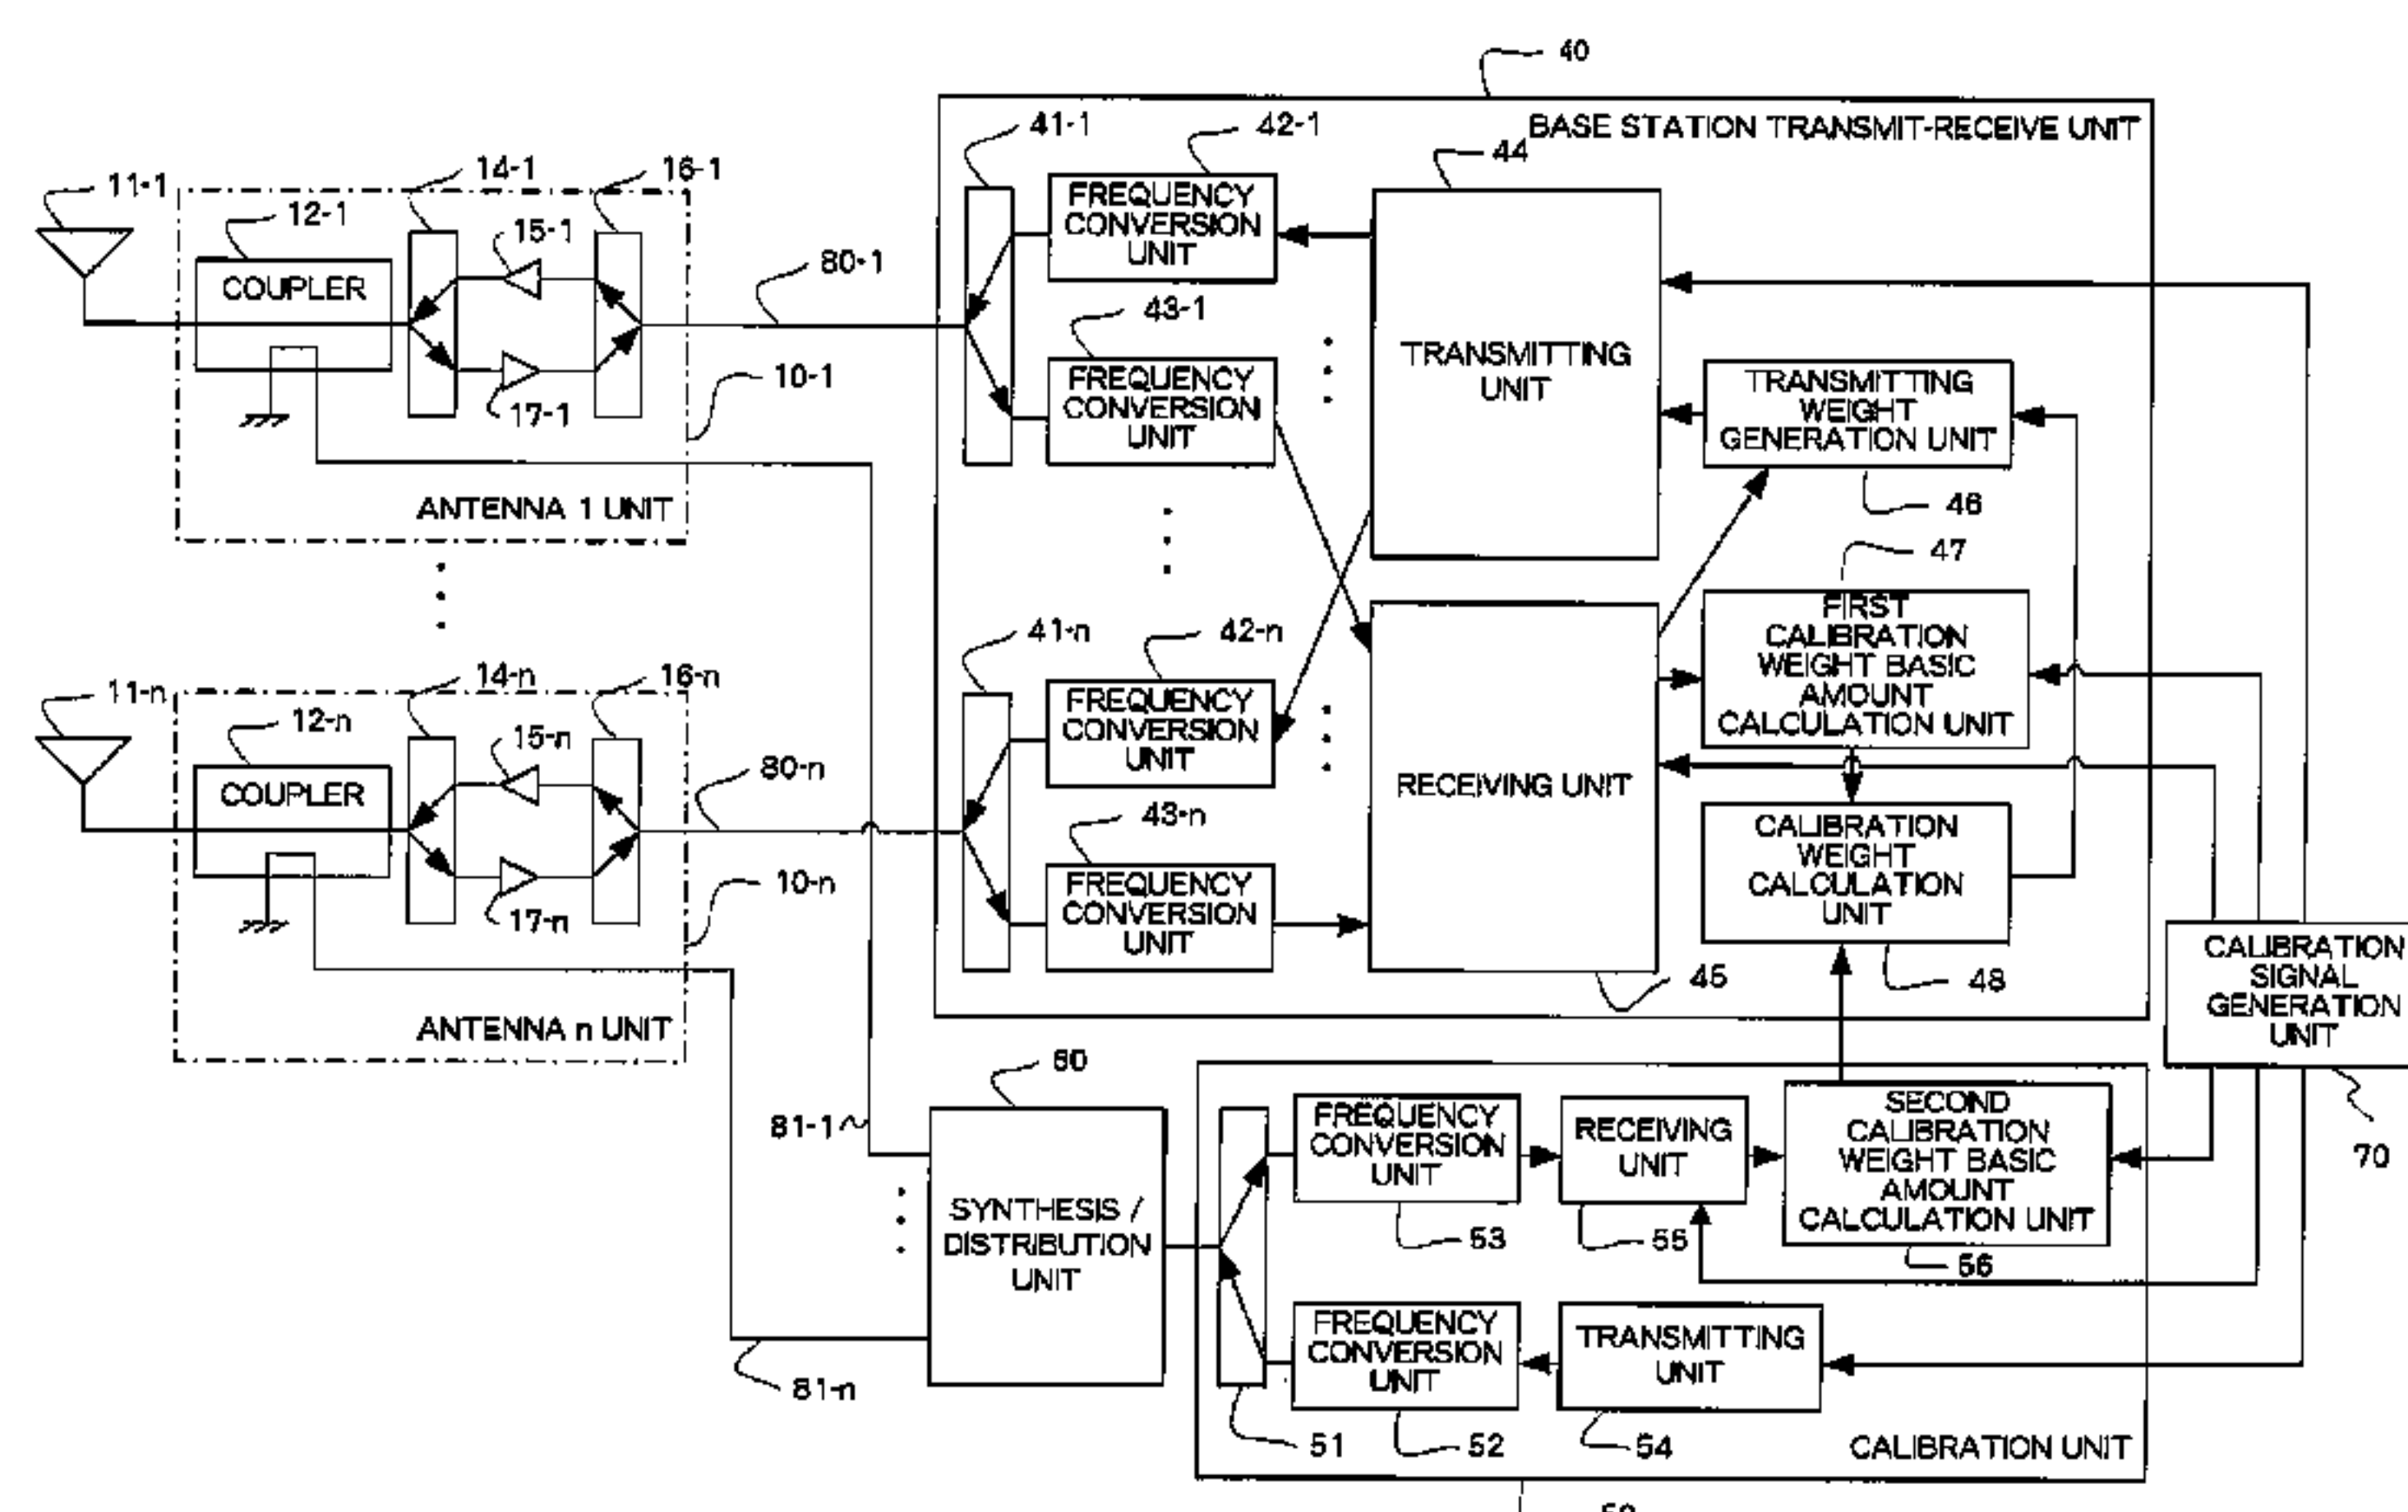 40
BASE STATION TRANSMIT-RECEIVE UNIT
41-1
42-1
44
11-1
14-1
16-1
12-1
15-1
COUPLER
17-1
80-1
10-1
ANTENNA 1 UNIT
FREQUENCY
CONVERSION
UNIT
43-1
FREQUENCY
CONVERSION
UNIT
TRANSMITTING
UNIT
TRANSMITTING
WEIGHT
GENERATION UNIT
46
47
FIRST
CALIBRATION
WEIGHT BASIC
AMOUNT
CALCULATION UNIT
11-n
14-n
16-n
12-n
15-n
COUPLER
17-n
80-n
10-n
ANTENNA n UNIT
41-n
42-n
FREQUENCY
CONVERSION
UNIT
43-n
FREQUENCY
CONVERSION
UNIT
RECEIVING UNIT
45
CALIBRATION
WEIGHT
CALCULATION
UNIT
48
CALIBRATION
SIGNAL
GENERATION
UNIT
70
60
81-1
SYNTHESIS /
DISTRIBUTION
UNIT
81-n
FREQUENCY
CONVERSION
UNIT
53
RECEIVING
UNIT
55
SECOND
CALIBRATION
WEIGHT BASIC
AMOUNT
CALCULATION UNIT
56
FREQUENCY
CONVERSION
UNIT
TRANSMITTING
UNIT
51
52
54
CALIBRATION UNIT